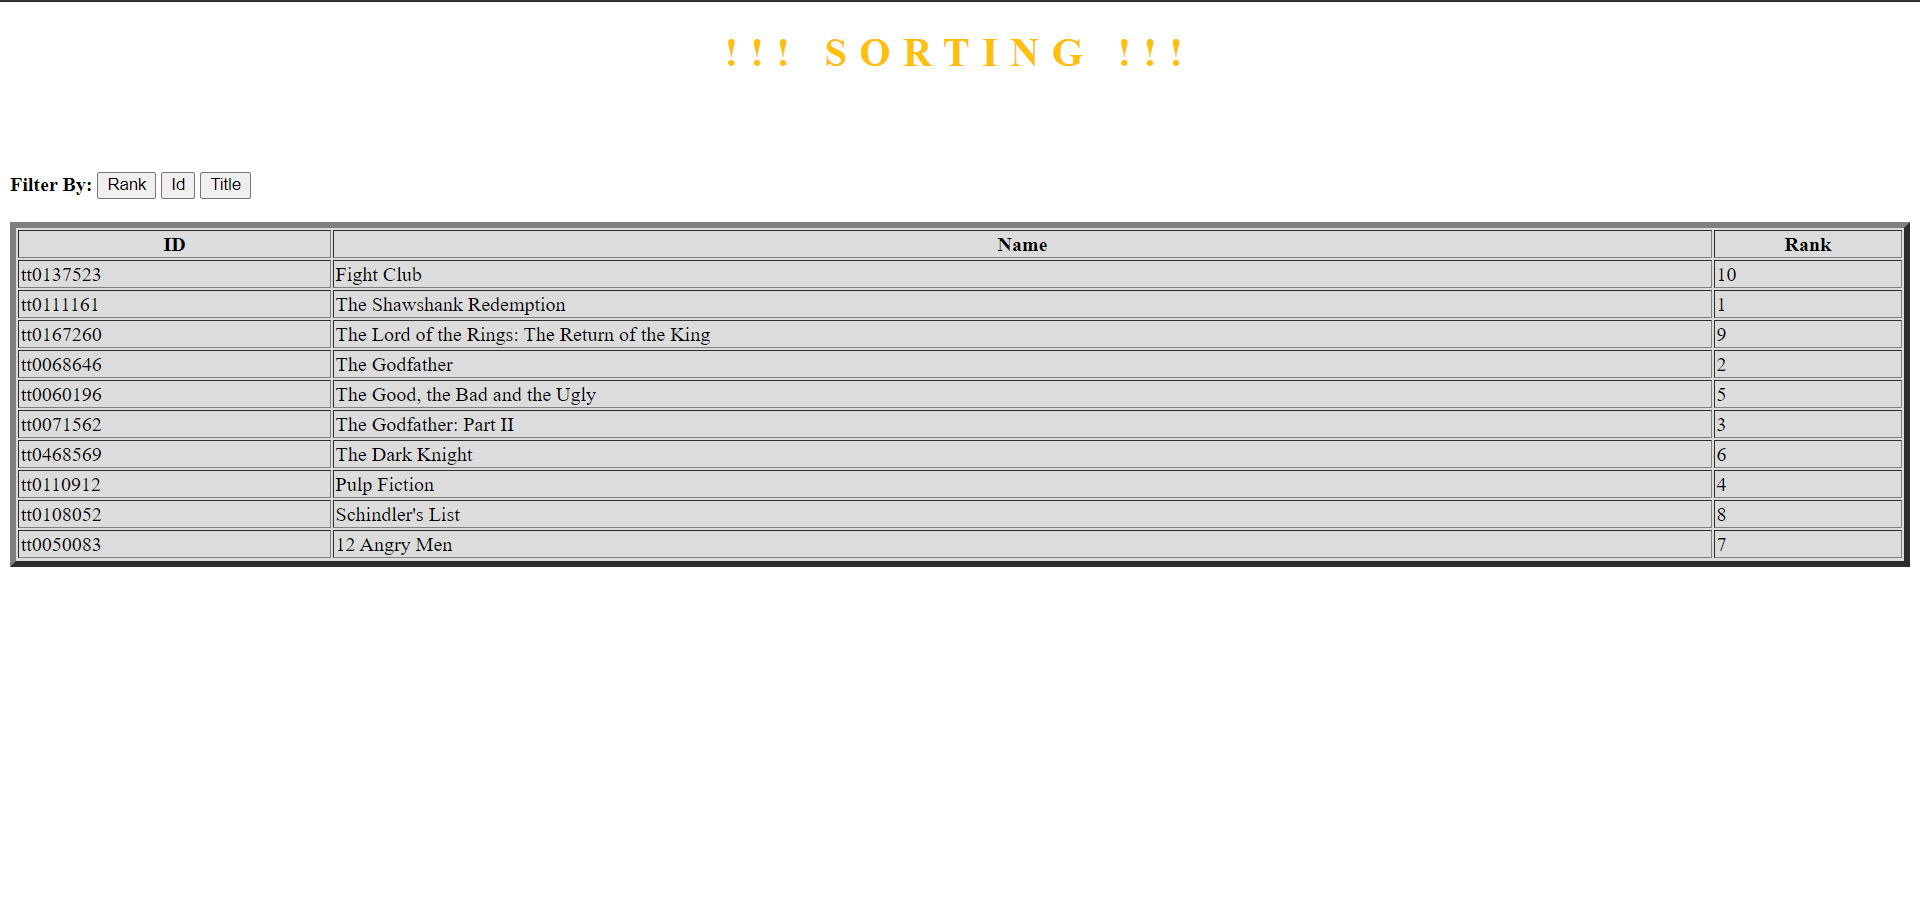 !!! SORTING !!!
Filter By: Rank Id Title
ID Name Rank
tt0137523 Fight Club 10
tt0111161 The Shawshank Redemption 1
tt0167260 The Lord of the Rings: The Return of the King 9
tt0068646 The Godfather 2
tt0060196 The Good, the Bad and the Ugly 5
tt0071562 The Godfather: Part II 3
tt0468569 The Dark Knight 6
tt0110912 Pulp Fiction 4
tt0108052 Schindler's List 8
tt0050083 12 Angry Men 7